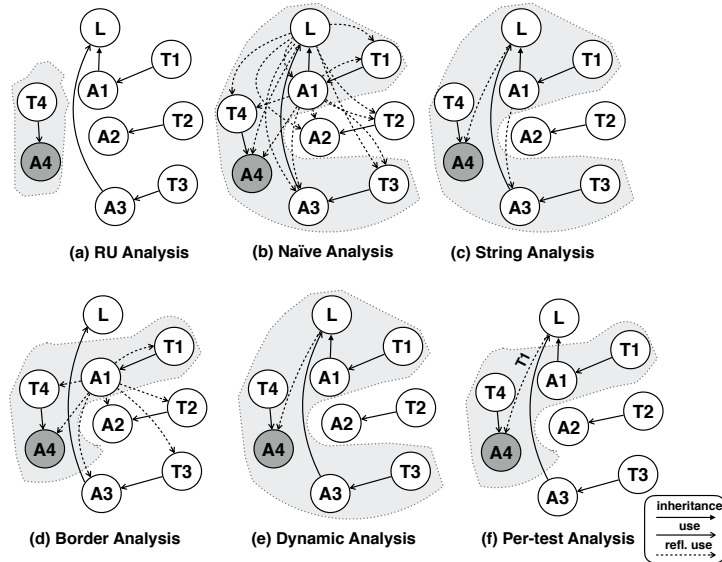 L
T1
A1
T4
T2
A2
A4
T3
A3
(a) RU Analysis
L
T1
A1
T4
T2
A2
A4
T3
A3
(b) Naïve Analysis
L
T1
A1
T4
T2
A2
A4
T3
A3
(c) String Analysis
L
T1
A1
T4
T2
A2
A4
T3
A3
(d) Border Analysis
L
T1
A1
T4
T2
A2
A4
T3
A3
(e) Dynamic Analysis
L
T1
T1
A1
T4
T2
A2
A4
T3
A3
(f) Per-test Analysis
inheritance
use
refl. use